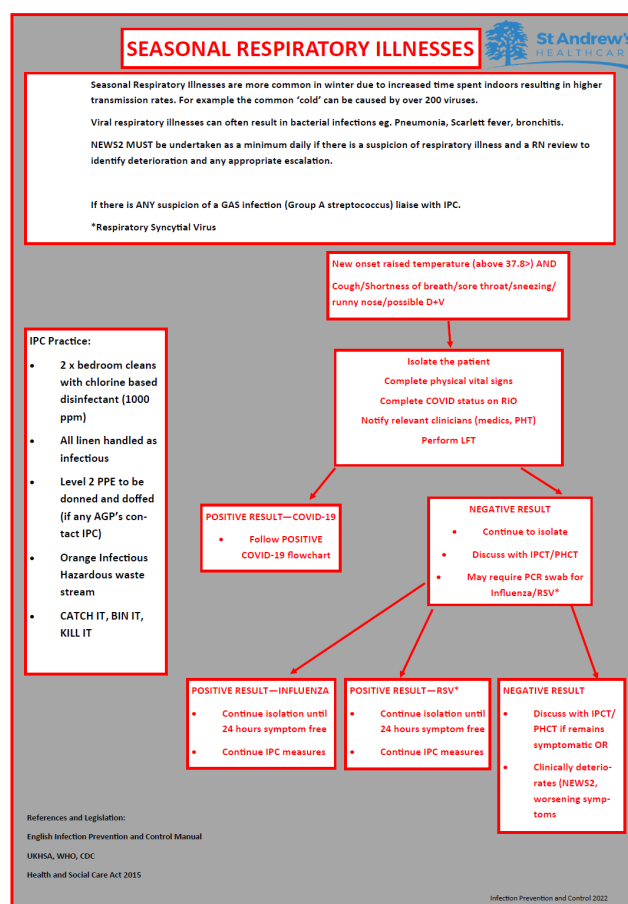 SEASONAL RESPIRATORY ILLNESSES
St Andrew's
HEALTHCARE
Seasonal Respiratory Illnesses are more common in winter due to increased time spent indoors resulting in higher
transmission rates. For example the common 'cold' can be caused by over 200 viruses.
Viral respiratory illnesses can often result in bacterial infections eg. Pneumonia, Scarlett fever, bronchitis.
NEWS2 MUST be undertaken as a minimum daily if there is a suspicion of respiratory illness and a RN review to
identify deterioration and any appropriate escalation.
If there is ANY suspicion of a GAS infection (Group A streptococcus) liaise with IPC.
*Respiratory Syncytial Virus
New onset raised temperature (above 37.8>) AND
Cough/Shortness of breath/sore throat/sneezing/
runny nose/possible D+V
Isolate the patient
Complete physical vital signs
Complete COVID status on RiO
Notify relevant clinicians (medics, PHT)
Perform LFT
IPC Practice:
• 2 x bedroom cleans
with chlorine based
disinfectant (1000
ppm)
• All linen handled as
infectious
• Level 2 PPE to be
donned and doffed
(if any AGP's con-
tact IPC)
• Orange Infectious
Hazardous waste
stream
• CATCH IT, BIN IT,
KILL IT
POSITIVE RESULT—COVID-19
• Follow POSITIVE
COVID-19 flowchart
NEGATIVE RESULT
• Continue to isolate
• Discuss with IPCT/PHCT
• May require PCR swab for
Influenza/RSV*
POSITIVE RESULT—INFLUENZA
• Continue isolation until
24 hours symptom free
• Continue IPC measures
POSITIVE RESULT—RSV*
• Continue isolation until
24 hours symptom free
• Continue IPC measures
NEGATIVE RESULT
• Discuss with IPCT/
PHCT if remains
symptomatic OR
• Clinically deterio-
rates (NEWS2,
worsening symp-
toms
References and Legislation:
English Infection Prevention and Control Manual
UKHSA, WHO, CDC
Health and Social Care Act 2015
Infection Prevention and Control 2022